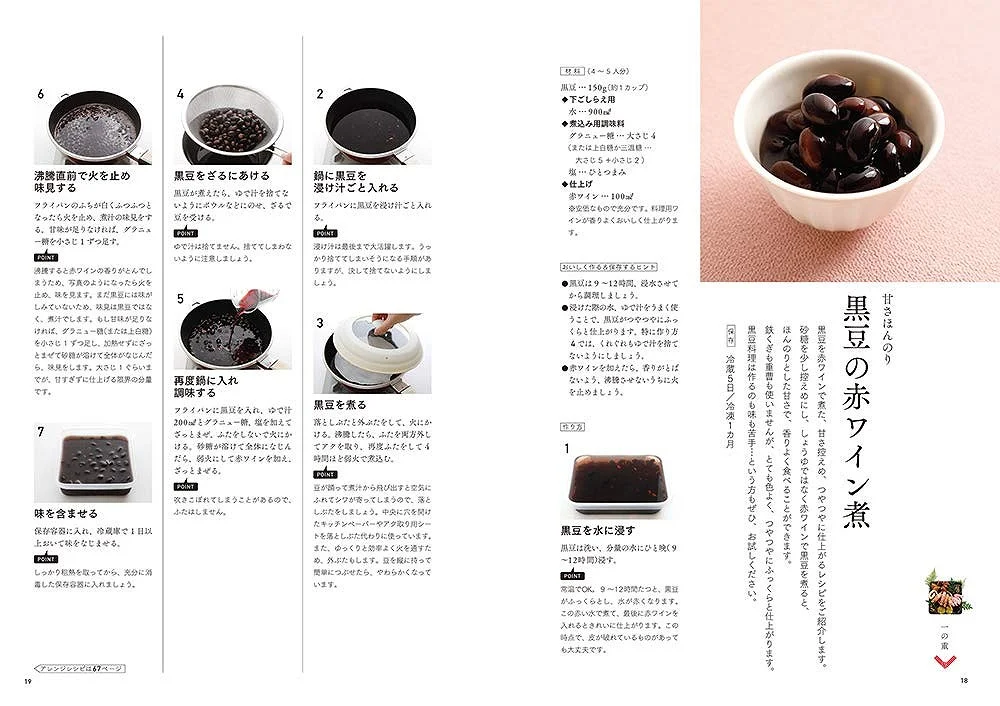 甘さほんのり
黒豆の赤ワイン煮
黒豆を赤ワインで煮た、甘さ控えめ、つやつやに仕上がるレシピをご紹介します。
砂糖を少し控えめにし、しょうゆではなく赤ワインで黒豆を煮ると、
ほんのりとした甘さで、香りよく食べることができます。
鉄くぎも重曹も使いませんが、とても色よく、つやつやにふっくらと仕上がります。
黒豆料理は作るのも味も苦手…という方もぜひ、お試しください。
保存 冷蔵5日/冷凍1カ月
一の重
18
材料(4〜5人分)
黒豆…150g(約1カップ)
◆下ごしらえ用
水…900㎖
◆煮込み用調味料
グラニュー糖…大さじ4
(または上白糖か三温糖…
大さじ5+小さじ2)
塩…ひとつまみ
◆仕上げ
赤ワイン…100㎖
※安価なもので充分です。料理用ワ
インが香りよくおいしく仕上がりま
す。
おいしく作る&保存するヒント
●黒豆は9〜12時間、浸水させて
から調理しましょう。
●浸けた際の水、ゆで汁をうまく使
うことで、黒豆がつやつやでふっ
くらと仕上がります。特に作り方
4では、くれぐれもゆで汁を捨て
ないようにしましょう。
●赤ワインを加えたら、香りがとば
ないよう、沸騰させないうちに火
を止めましょう。
作り方
1
黒豆を水に浸す
黒豆は洗い、分量の水にひと晩(9
〜12時間)浸す。
POINT
常温でOK。9〜12時間たつと、黒豆
がふっくらとし、水が赤くなります。
この赤い水で煮て、最後に赤ワインを
入れるときれいに仕上がります。この
時点で、皮が破れているものがあって
も大丈夫です。
2
鍋に黒豆を
浸け汁ごと入れる
フライパンに黒豆を浸け汁ごと入れ
る。
POINT
浸け汁は最後まで大活躍します。うっ
かり捨ててしまいそうになる手順があ
りますが、決して捨てないようにしま
しょう。
3
黒豆を煮る
落としぶたと外ぶたをして、火にか
ける。沸騰したら、ふたを両方外し
てアクを取り、再度ふたをして4
時間ほど弱火で煮込む。
POINT
豆が踊って煮汁から飛び出すと空気に
ふれてシワが寄ってしまうので、落と
しぶたをしましょう。中央に穴を開け
たキッチンペーパーやアク取り用シー
トを落としぶた代わりに使っています。
また、ゆっくりと効率よく火を通すた
め、外ぶたもします。豆を縦に持って
簡単につぶせたら、やわらかくなって
います。
4
黒豆をざるにあける
黒豆が煮えたら、ゆで汁を捨てな
いようにボウルなどにのせ、ざるで
豆を受ける。
POINT
ゆで汁は捨てません。捨ててしまわな
いように注意しましょう。
5
再度鍋に入れ
調味する
フライパンに黒豆を入れ、ゆで汁
200㎖とグラニュー糖、塩を加えて
さっとまぜ、ふたをしないで火にか
ける。砂糖が溶けて全体になじん
だら、弱火にして赤ワインを加え、
ざっとまぜる。
POINT
吹きこぼれてしまうことがあるので、
ふたはしません。
6
沸騰直前で火を止め
味見する
フライパンのふちが白くふつふつと
なったら火を止め、煮汁の味見をす
る。甘味が足りなければ、グラニュ
ー糖を小さじ1ずつ足す。
POINT
沸騰すると赤ワインの香りがとんでし
まうため、写真のようになったら火を
止め、味を見ます。まだ黒豆には味が
しみていないため、味見は黒豆ではな
く、煮汁でします。もし甘味が足りな
ければ、グラニュー糖(または上白糖)
を小さじ1ずつ足し、加熱せずにざっ
とまぜて砂糖が溶けて全体がなじんだ
ら、味見をします。大さじ1ぐらいま
でが、甘すぎずに仕上げる限界の分量
です。
7
味を含ませる
保存容器に入れ、冷蔵庫で1日以
上おいて味をなじませる。
POINT
しっかり粗熱を取ってから、充分に消
毒した保存容器に入れましょう。
アレンジレシピは67ページ
19